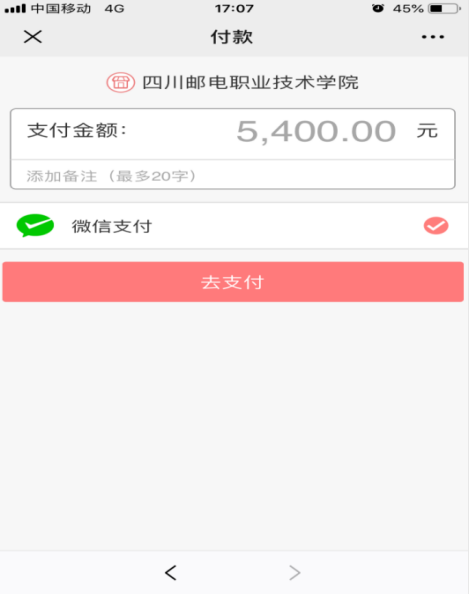 中国移动 4G 17:07 45%
付款
四川邮电职业技术学院
支付金额： 5,400.00 元
添加备注（最多20字）
微信支付
去支付